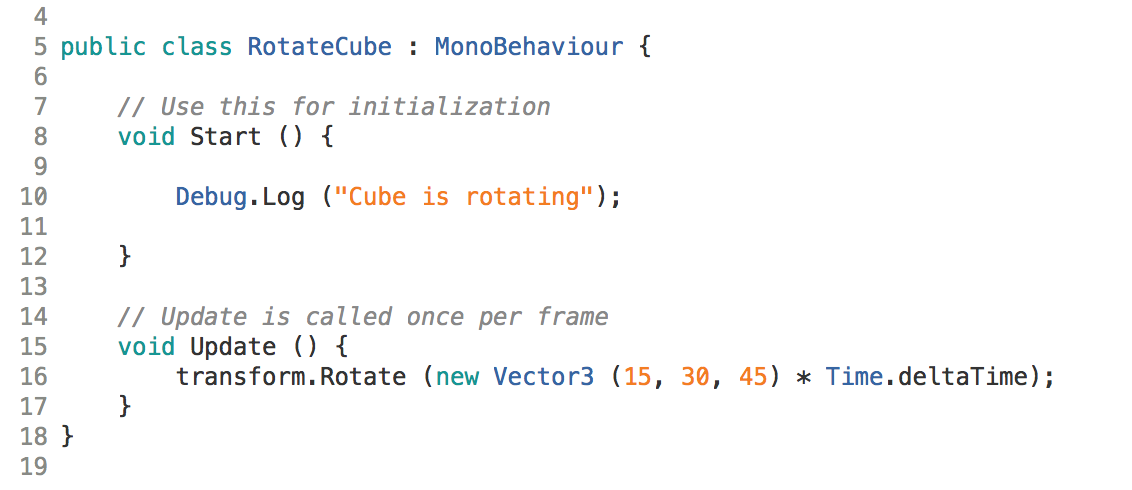 4
5 public class RotateCube : MonoBehaviour {
6
7     // Use this for initialization
8     void Start () {
9
10         Debug.Log ("Cube is rotating");
11
12     }
13
14     // Update is called once per frame
15     void Update () {
16         transform.Rotate (new Vector3 (15, 30, 45) * Time.deltaTime);
17     }
18 }
19